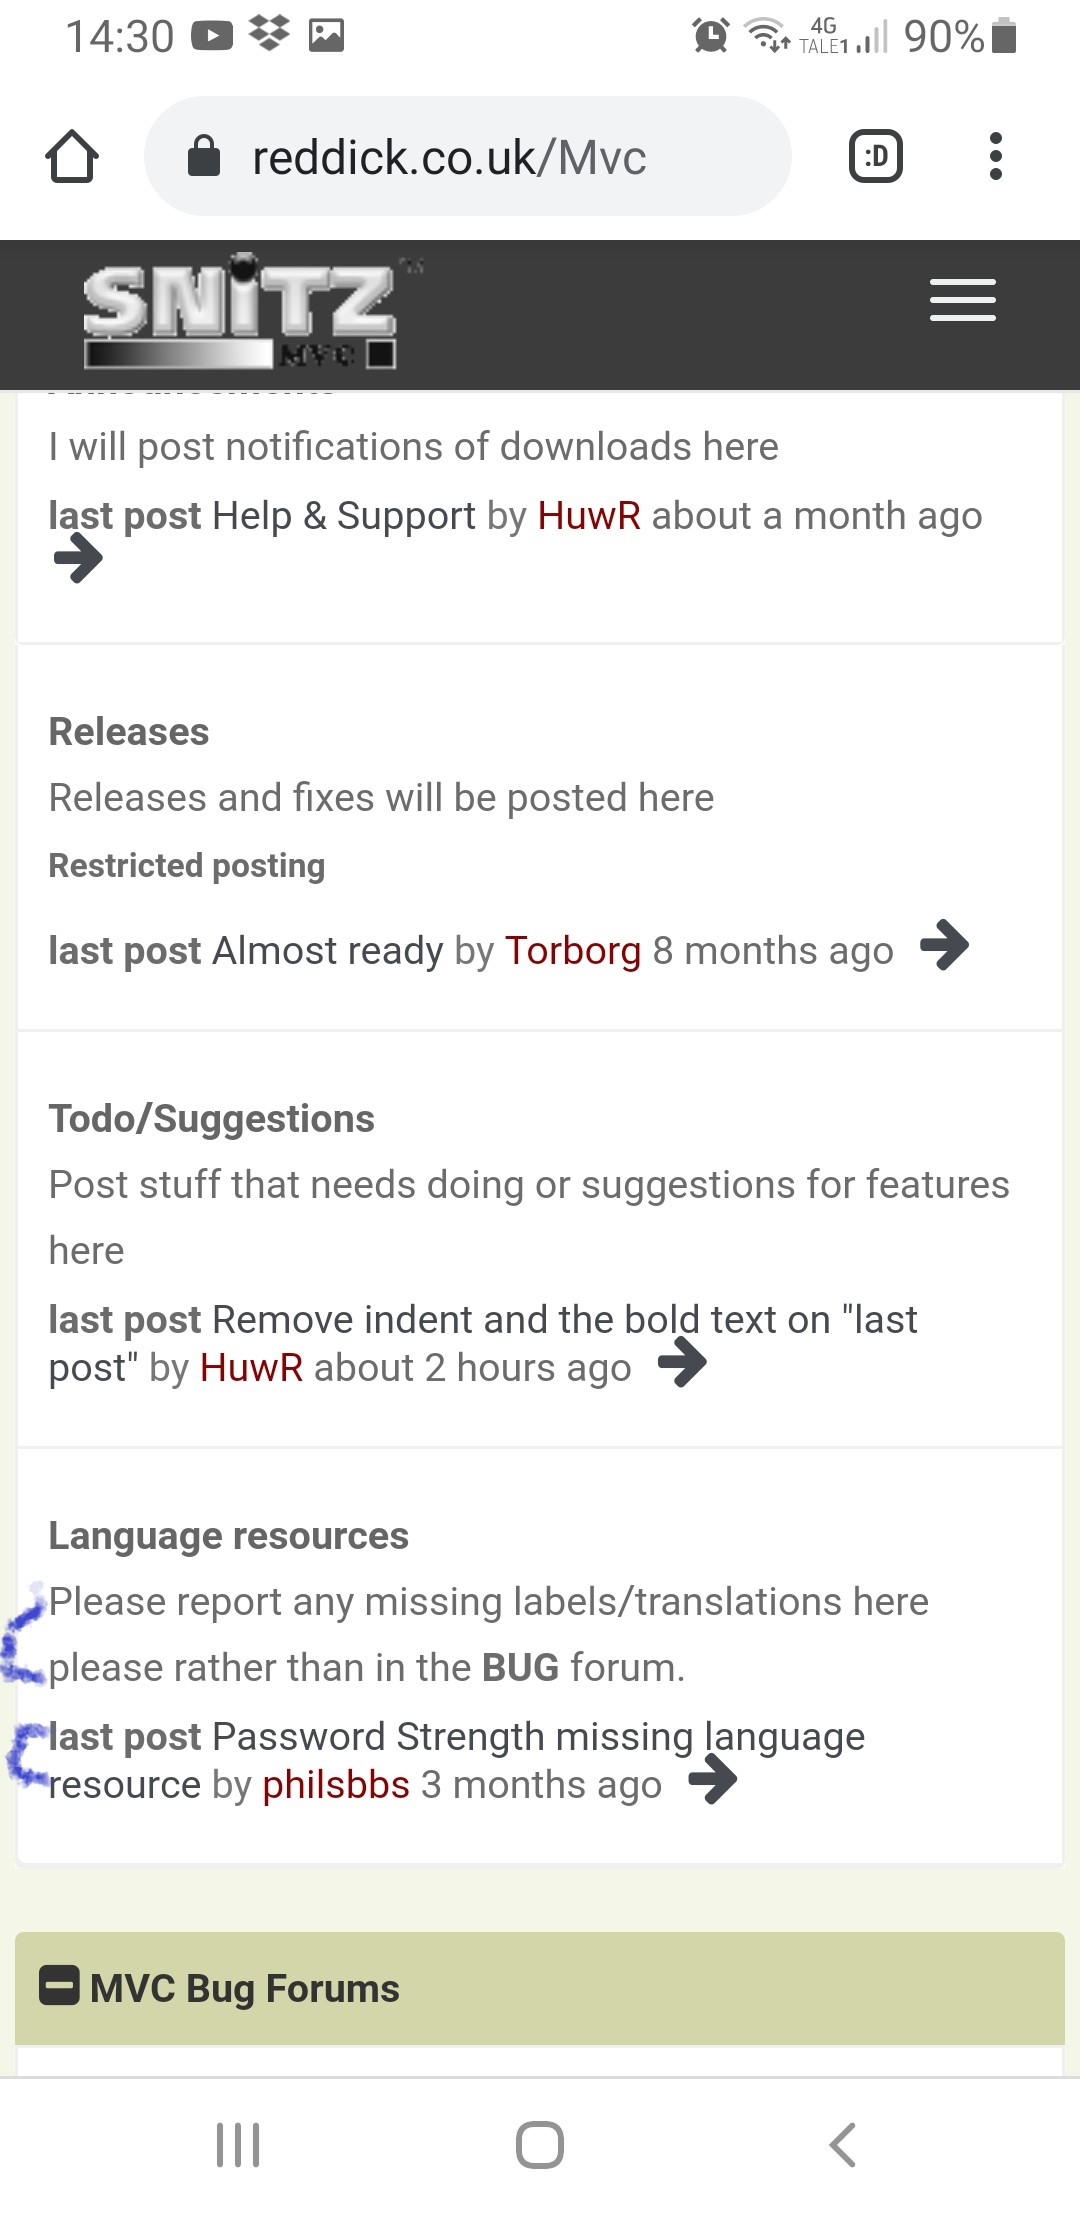 14:30
4G
TALE1
90%
reddick.co.uk/Mvc
:D
SNiTZ
MVC
Announcements
I will post notifications of downloads here
last post Help & Support by HuwR about a month ago
Releases
Releases and fixes will be posted here
Restricted posting
last post Almost ready by Torborg 8 months ago
Todo/Suggestions
Post stuff that needs doing or suggestions for features
here
last post Remove indent and the bold text on "last
post" by HuwR about 2 hours ago
Language resources
Please report any missing labels/translations here
please rather than in the BUG forum.
last post Password Strength missing language
resource by philsbbs 3 months ago
MVC Bug Forums